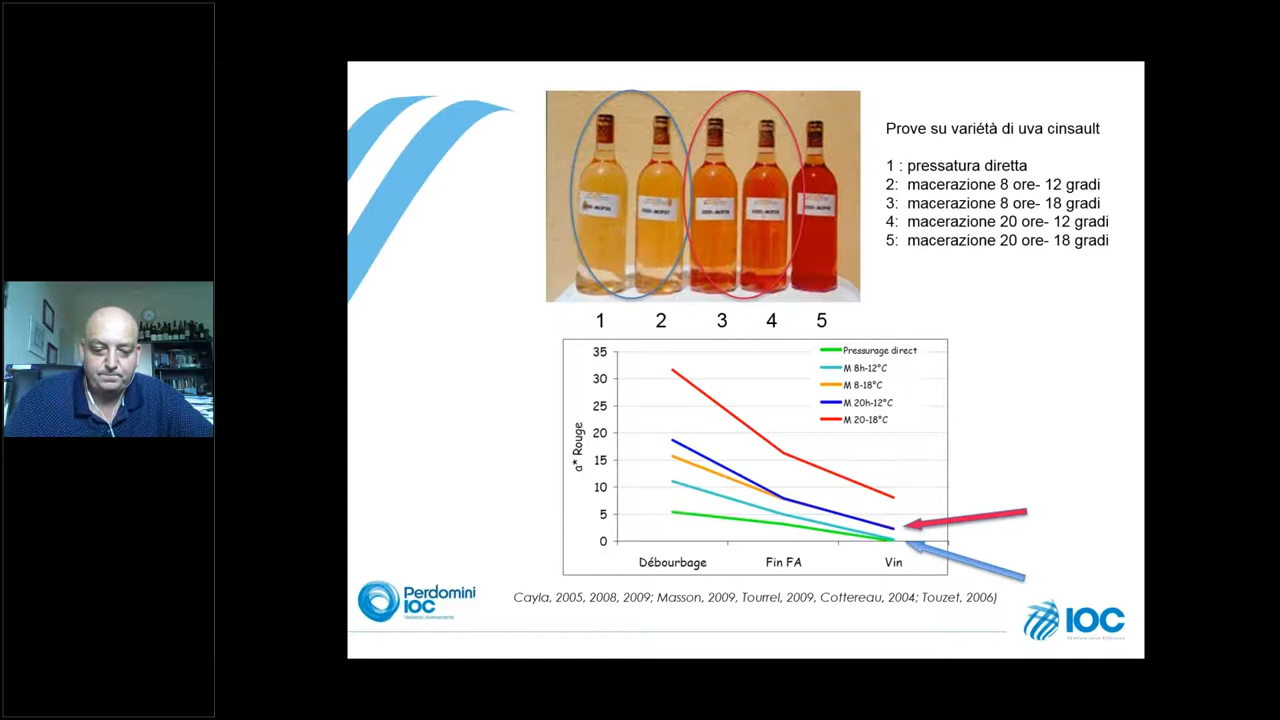 Prove su variétà di uva cinsault
1 : pressatura diretta
2: macerazione 8 ore- 12 gradi
3: macerazione 8 ore- 18 gradi
4: macerazione 20 ore- 12 gradi
5: macerazione 20 ore- 18 gradi
1 2 3 4 5
35
30
25
20
15
10
5
0
a* Rouge
Pressurage direct
M 8h-12°C
M 8-18°C
M 20h-12°C
M 20-18°C
Débourbage Fin FA Vin
Cayla, 2005, 2008, 2009; Masson, 2009, Tourrel, 2009, Cottereau, 2004; Touzet, 2006)
Perdomini
IOC
IOC